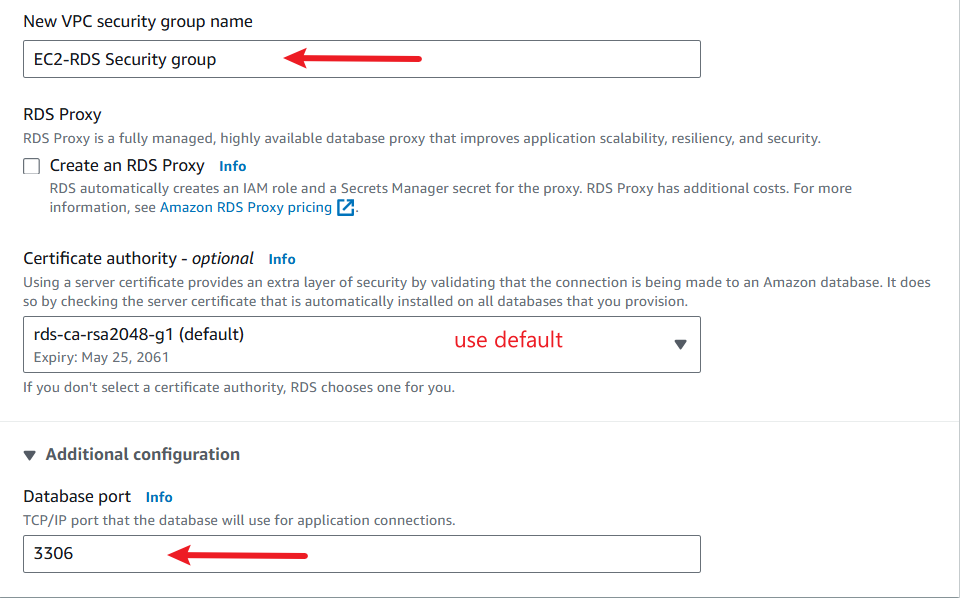 New VPC security group name
EC2-RDS Security group
RDS Proxy
RDS Proxy is a fully managed, highly available database proxy that improves application scalability, resiliency, and security.
Create an RDS Proxy Info
RDS automatically creates an IAM role and a Secrets Manager secret for the proxy. RDS Proxy has additional costs. For more
information, see Amazon RDS Proxy pricing.
Certificate authority - optional Info
Using a server certificate provides an extra layer of security by validating that the connection is being made to an Amazon database. It does
so by checking the server certificate that is automatically installed on all databases that you provision.
rds-ca-rsa2048-g1 (default)
use default
Expiry: May 25, 2061
If you don't select a certificate authority, RDS chooses one for you.
Additional configuration
Database port Info
TCP/IP port that the database will use for application connections.
3306